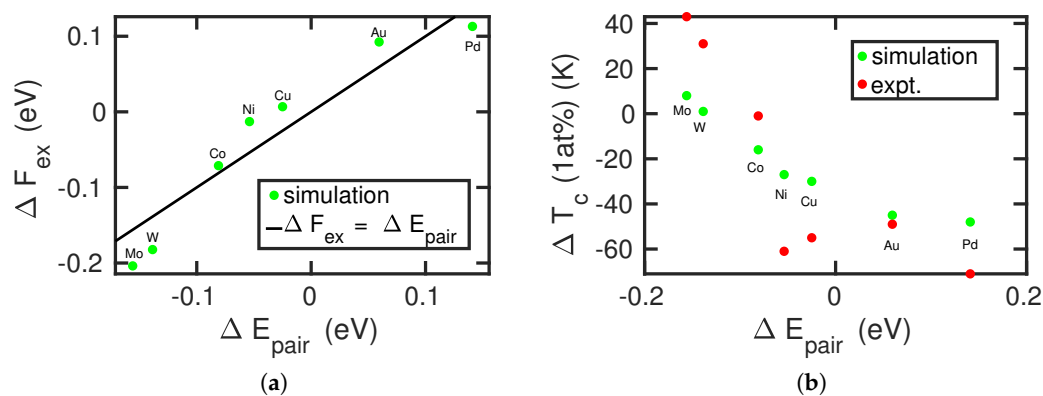 0.1
0
-0.1
-0.2
Δ F_ex (eV)
Au
Pd
Cu
Ni
Co
W
Mo
simulation
Δ F_ex = Δ E_pair
-0.1
0
0.1
Δ E_pair (eV)
(a)
40
20
0
-20
-40
-60
Δ T_c (1at%) (K)
simulation
expt.
Mo
W
Co
Ni
Cu
Au
Pd
-0.2
0
0.2
Δ E_pair (eV)
(b)